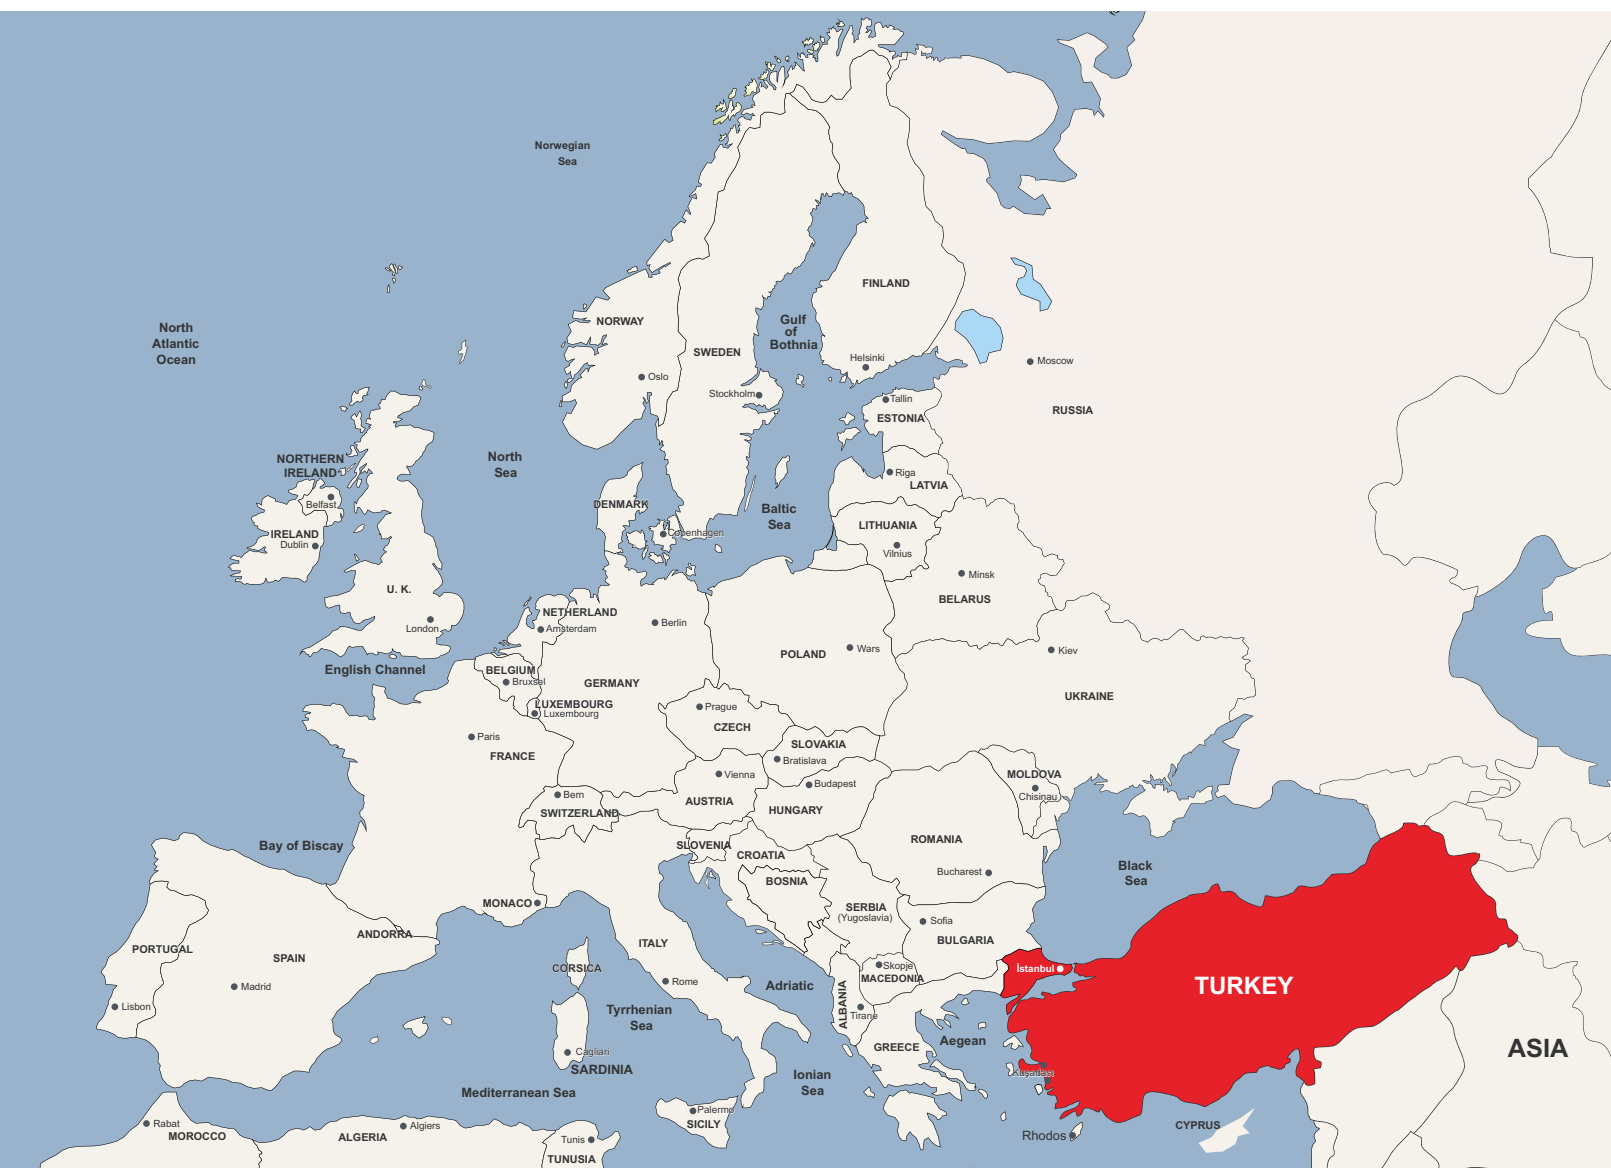 Norwegian
Sea
North
Atlantic
Ocean
FINLAND
NORWAY
Gulf
of
Bothnia
SWEDEN
Helsinki
Moscow
Oslo
Stockholm
Tallin
RUSSIA
ESTONIA
NORTHERN
IRELAND
North
Sea
Riga
LATVIA
Belfast
DENMARK
Baltic
Sea
LITHUANIA
IRELAND
Dublin
Copenhagen
Vilnius
Minsk
U. K.
BELARUS
London
NETHERLAND
Amsterdam
Berlin
Wars
POLAND
Kiev
English Channel
BELGIUM
Bruxsel
GERMANY
UKRAINE
LUXEMBOURG
Luxembourg
Prague
CZECH
Paris
FRANCE
SLOVAKIA
Bratislava
Vienna
MOLDOVA
Budapest
Chisinau
Bern
SWITZERLAND
AUSTRIA
HUNGARY
Bay of Biscay
SLOVENIA
CROATIA
ROMANIA
Black
Sea
BOSNIA
Bucharest
MONACO
SERBIA
(Yugoslavia)
Sofia
ANDORRA
PORTUGAL
SPAIN
ITALY
BULGARIA
CORSICA
Skopje
MACEDONIA
İstanbul
Madrid
Rome
Adriatic
TURKEY
Lisbon
Tyrrhenian
Sea
ALBANIA
Tirane
Aegean
GREECE
ASIA
Cagliari
SARDINIA
Kuşadası
Ionian
Sea
Mediterranean Sea
Palermo
SICILY
Rabat
MOROCCO
Algiers
ALGERIA
Tunis
TUNUSIA
Rhodos
CYPRUS